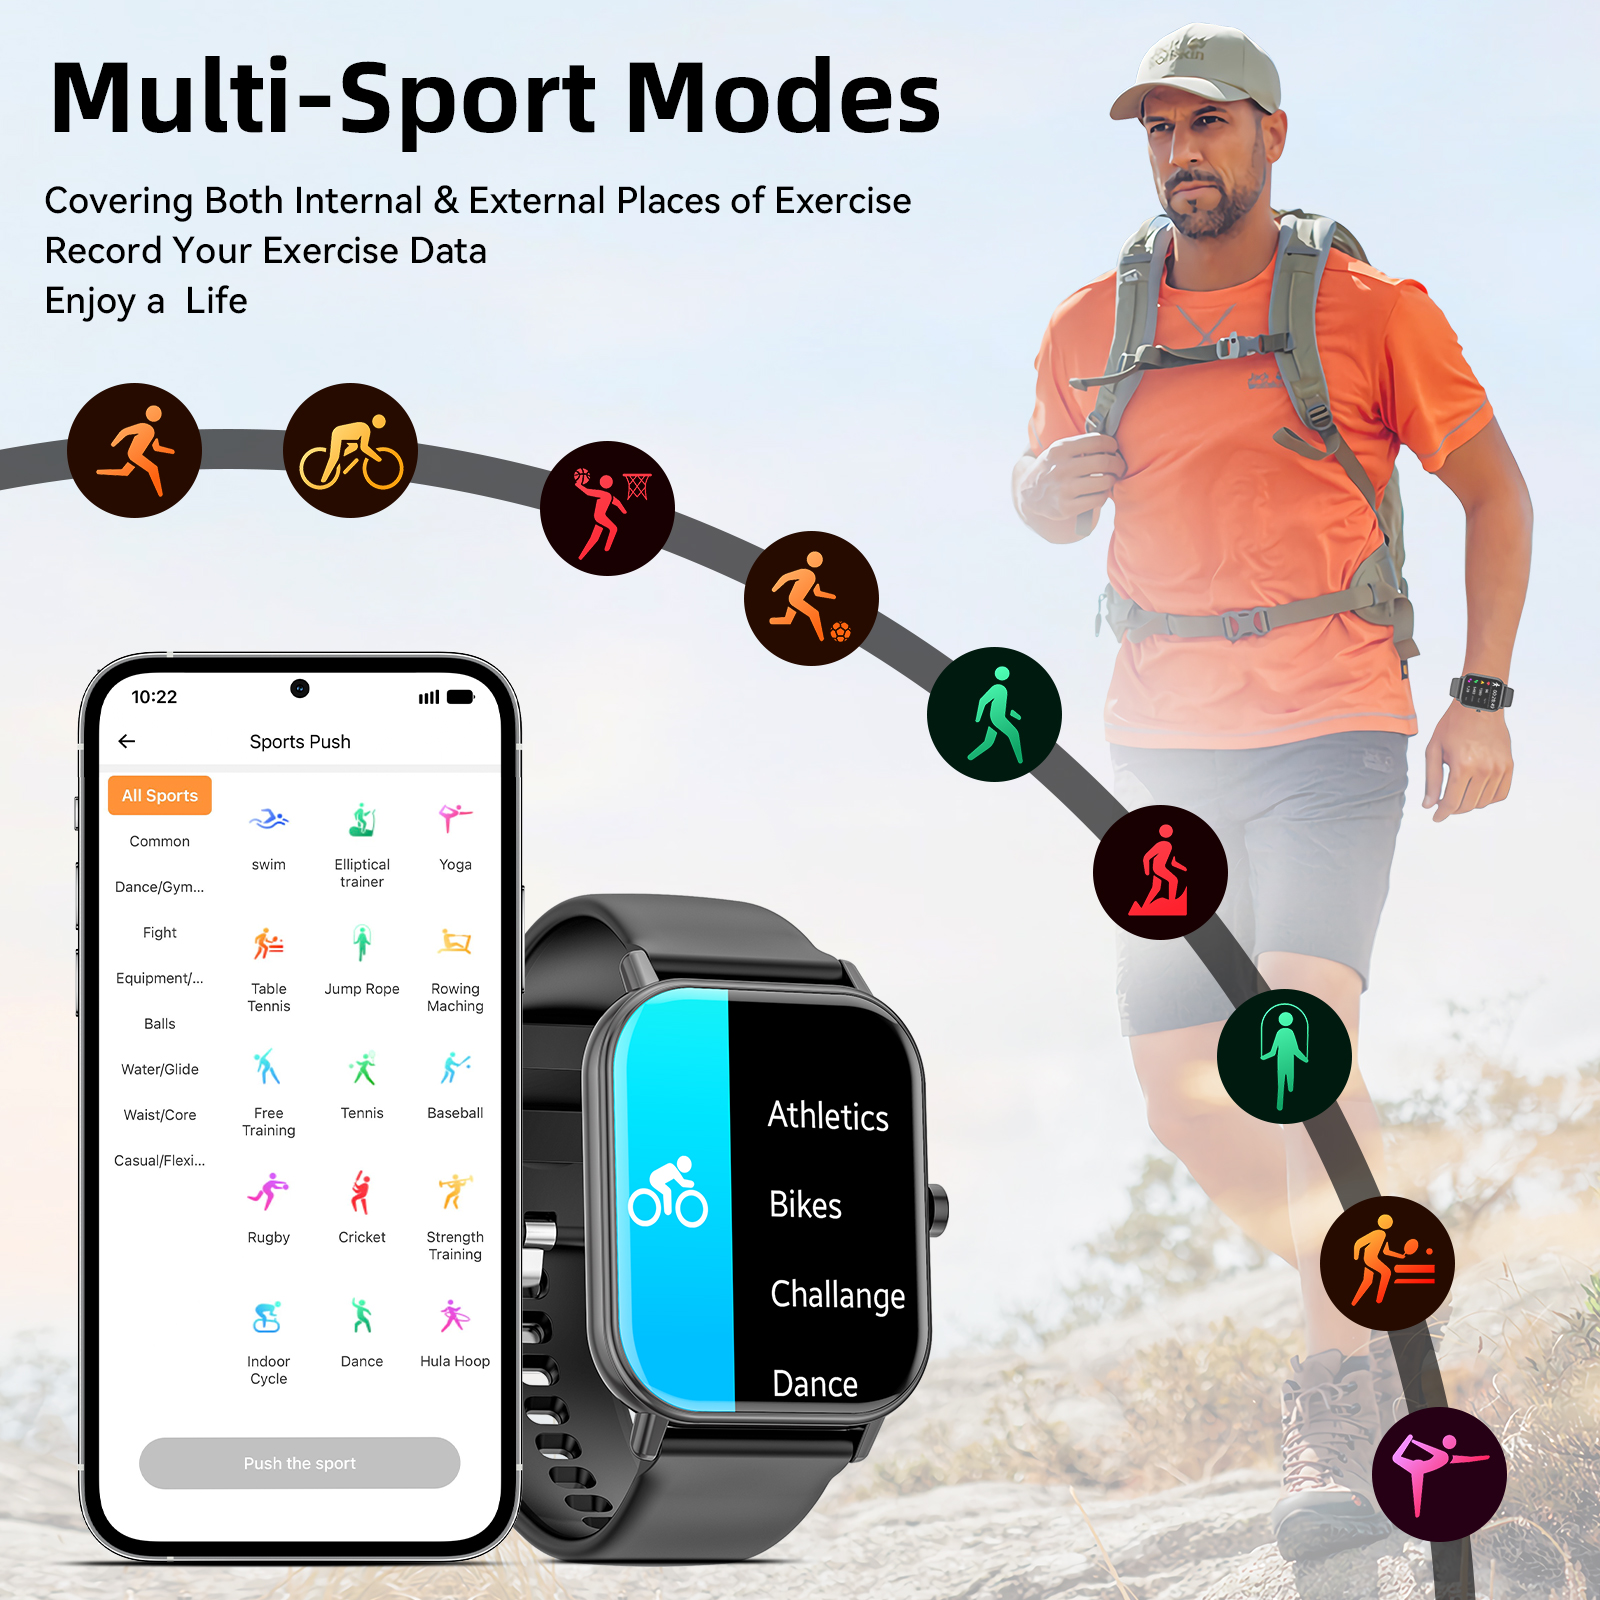 Multi-Sport Modes
Covering Both Internal & External Places of Exercise
Record Your Exercise Data
Enjoy a  Life
10:22
Sports Push
All Sports
Common
Dance/Gym...
Fight
Equipment/...
Balls
Water/Glide
Waist/Core
Casual/Flexi...
swim
Elliptical
trainer
Yoga
Table
Tennis
Jump Rope
Rowing
Maching
Free
Training
Tennis
Baseball
Rugby
Cricket
Strength
Training
Indoor
Cycle
Dance
Hula Hoop
Push the sport
Athletics
Bikes
Challange
Dance